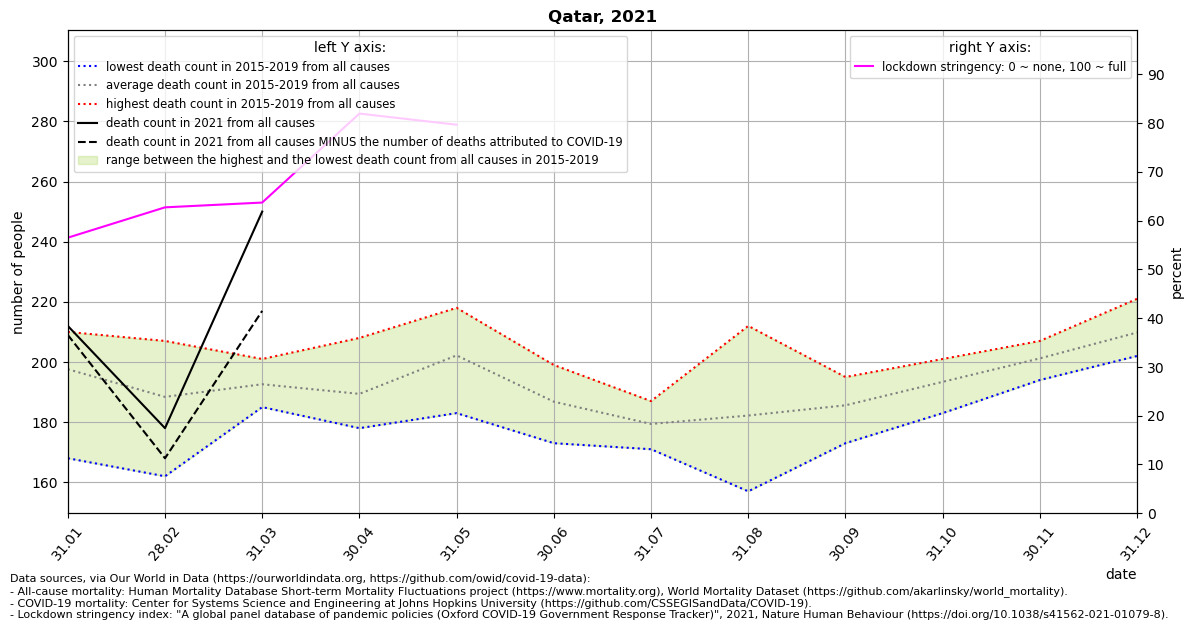 Qatar, 2021
left Y axis:
lowest death count in 2015-2019 from all causes
average death count in 2015-2019 from all causes
highest death count in 2015-2019 from all causes
death count in 2021 from all causes
death count in 2021 from all causes MINUS the number of deaths attributed to COVID-19
range between the highest and the lowest death count from all causes in 2015-2019
right Y axis:
lockdown stringency: 0 ~ none, 100 ~ full
number of people
300
280
260
240
220
200
180
160
percent
90
80
70
60
50
40
30
20
10
0
31.01
28.02
31.03
30.04
31.05
30.06
31.07
31.08
30.09
31.10
30.11
31.12
date
Data sources, via Our World in Data (https://ourworldindata.org, https://github.com/owid/covid-19-data):
- All-cause mortality: Human Mortality Database Short-term Mortality Fluctuations project (https://www.mortality.org), World Mortality Dataset (https://github.com/akarlinsky/world_mortality).
- COVID-19 mortality: Center for Systems Science and Engineering at Johns Hopkins University (https://github.com/CSSEGISandData/COVID-19).
- Lockdown stringency index: "A global panel database of pandemic policies (Oxford COVID-19 Government Response Tracker)", 2021, Nature Human Behaviour (https://doi.org/10.1038/s41562-021-01079-8).